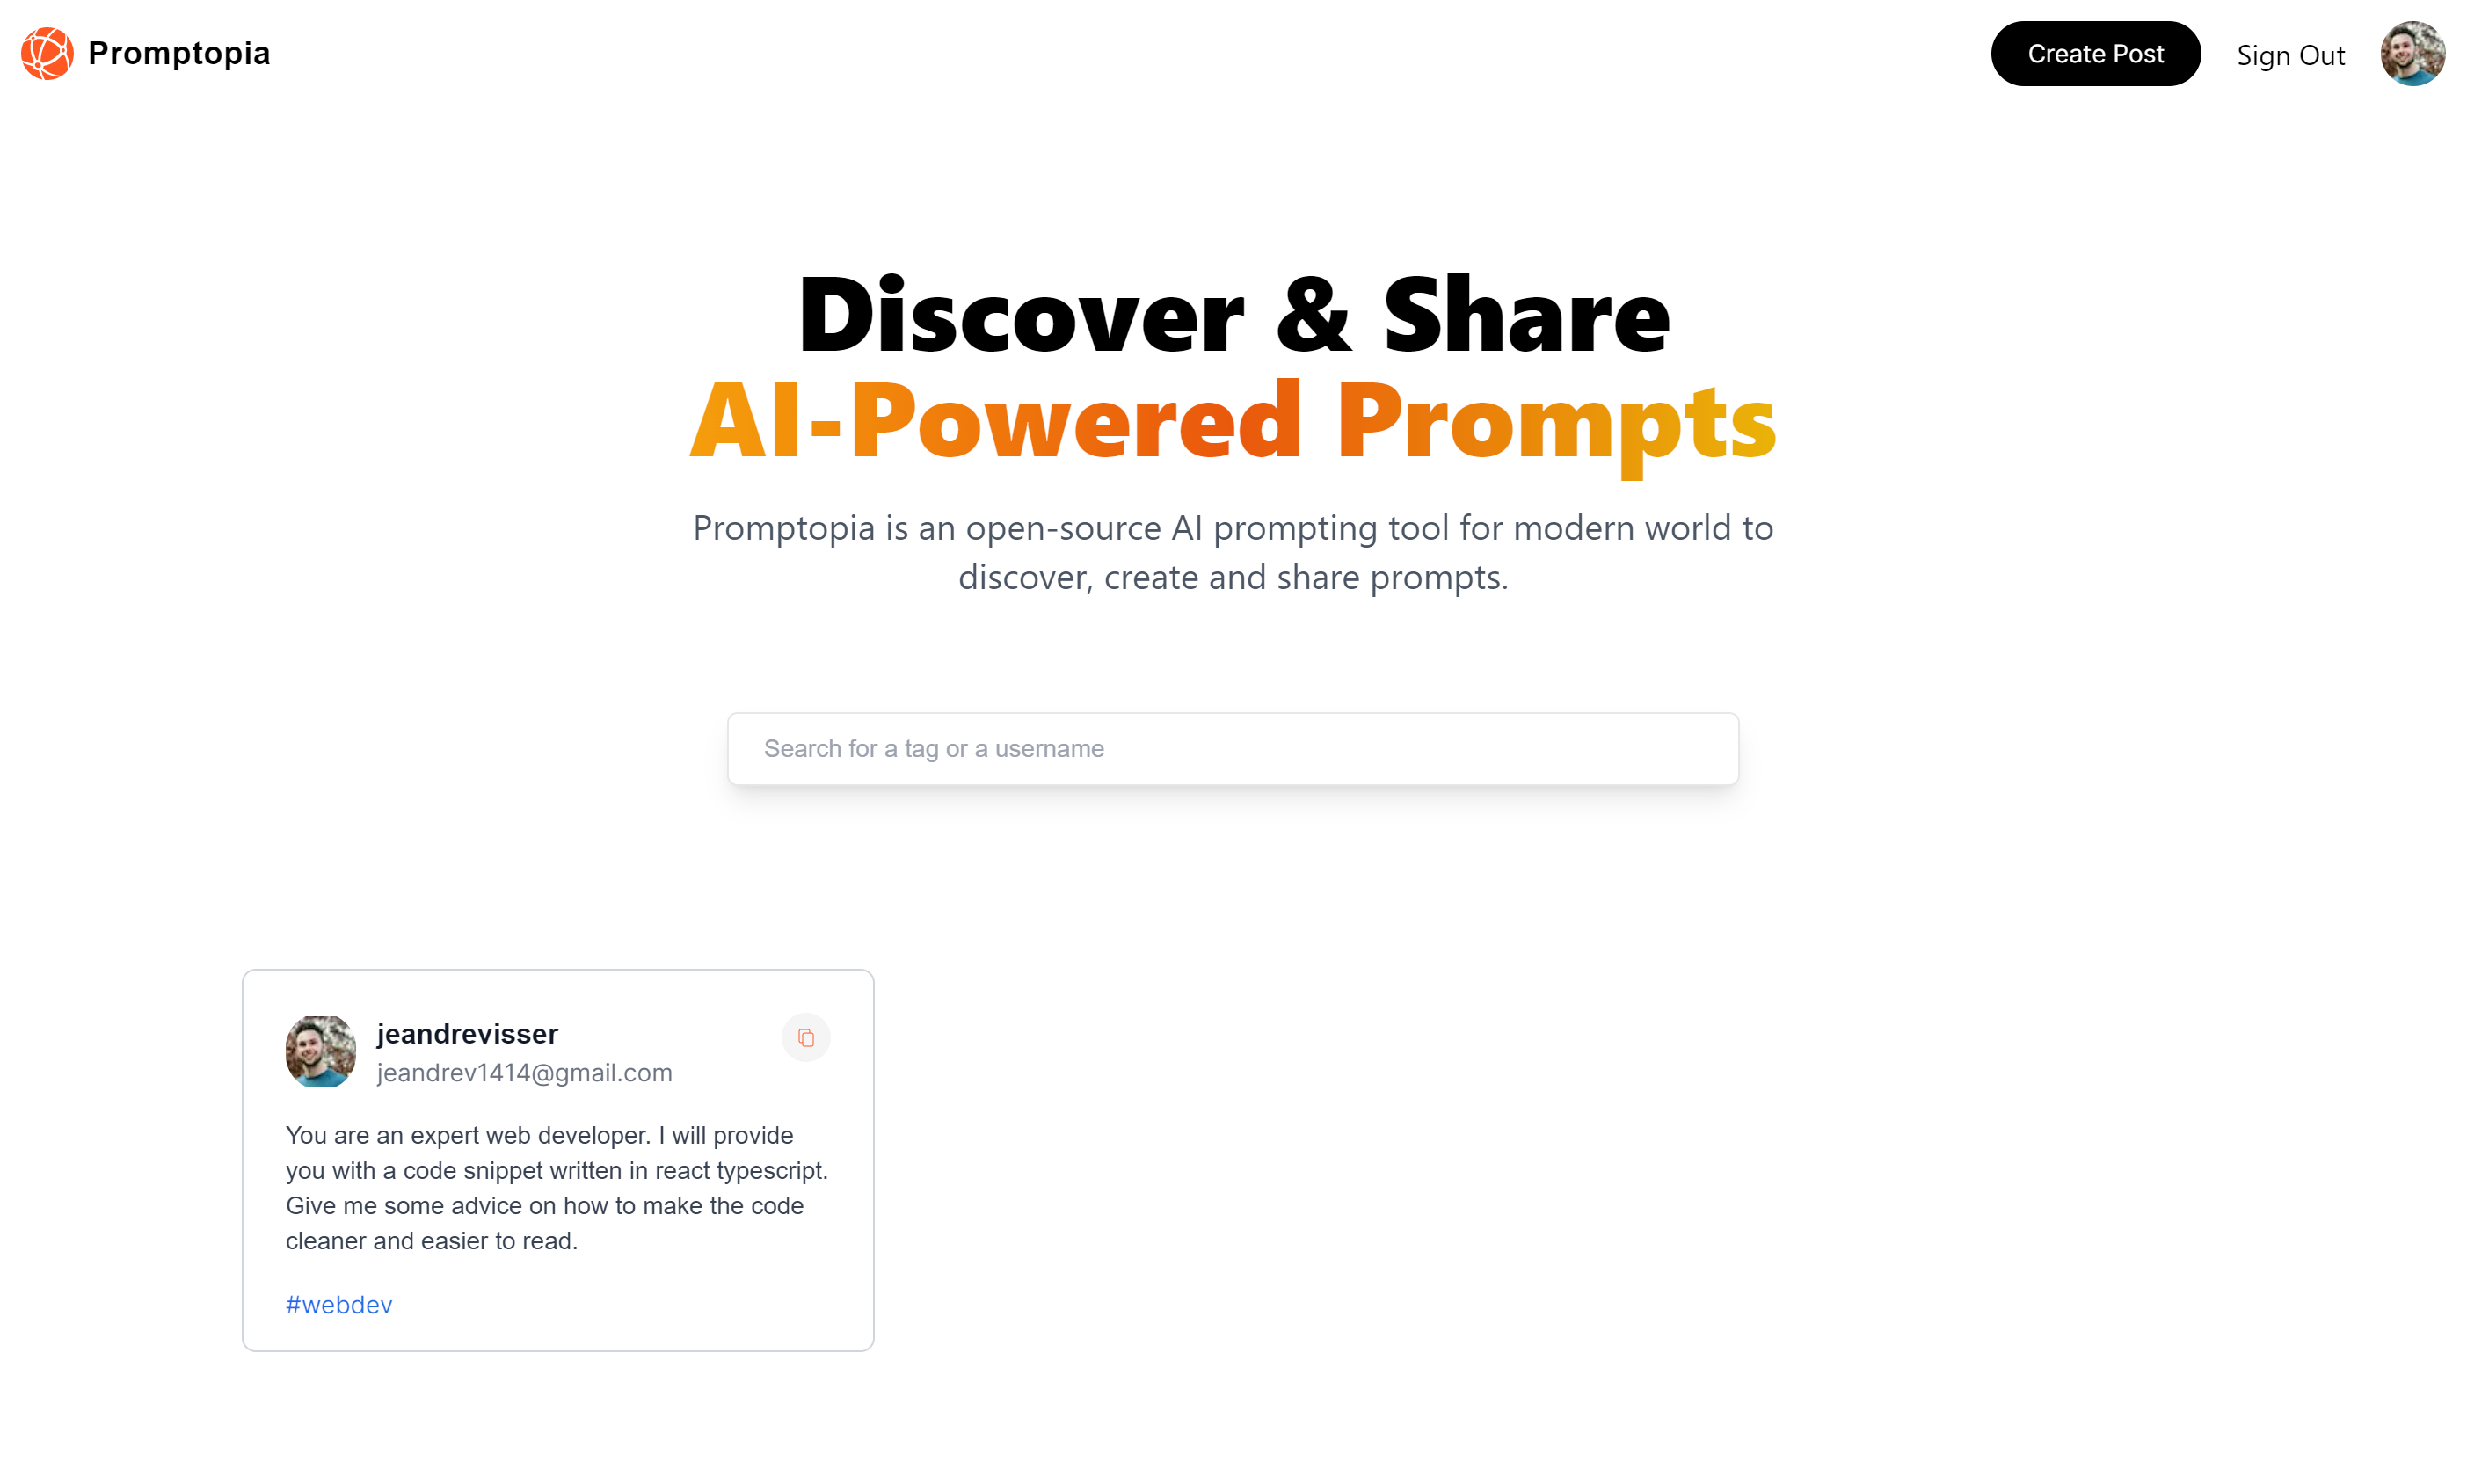 Promptopia
Create Post
Sign Out
Discover & Share
AI-Powered Prompts
Promptopia is an open-source AI prompting tool for modern world to
discover, create and share prompts.
Search for a tag or a username
jeandrevisser
jeandrev1414@gmail.com
You are an expert web developer. I will provide
you with a code snippet written in react typescript.
Give me some advice on how to make the code
cleaner and easier to read.
#webdev